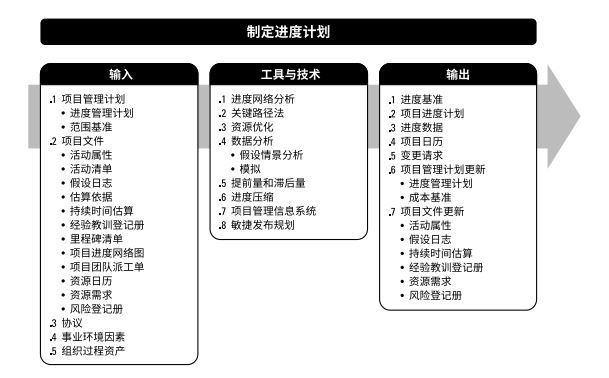 制定进度计划
输入
.1 项目管理计划
• 进度管理计划
• 范围基准
.2 项目文件
• 活动属性
• 活动清单
• 假设日志
• 估算依据
• 持续时间估算
• 经验教训登记册
• 里程碑清单
• 项目进度网络图
• 项目团队派工单
• 资源日历
• 资源需求
• 风险登记册
.3 协议
.4 事业环境因素
.5 组织过程资产
工具与技术
.1 进度网络分析
.2 关键路径法
.3 资源优化
.4 数据分析
• 假设情景分析
• 模拟
.5 提前量和滞后量
.6 进度压缩
.7 项目管理信息系统
.8 敏捷发布规划
输出
.1 进度基准
.2 项目进度计划
.3 进度数据
.4 项目日历
.5 变更请求
.6 项目管理计划更新
• 进度管理计划
• 成本基准
.7 项目文件更新
• 活动属性
• 假设日志
• 持续时间估算
• 经验教训登记册
• 资源需求
• 风险登记册